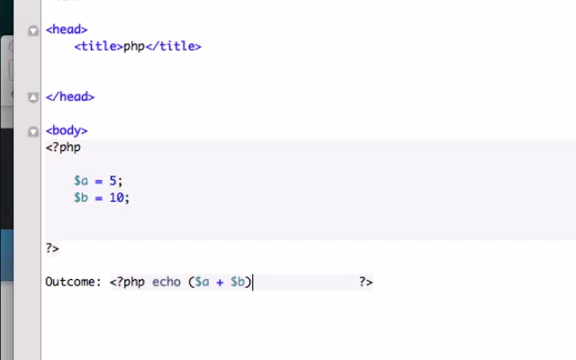 <head>
<title>php</title>
</head>
<body>
<?php
$a = 5;
$b = 10;
?>
Outcome: <?php echo ($a + $b) ?>